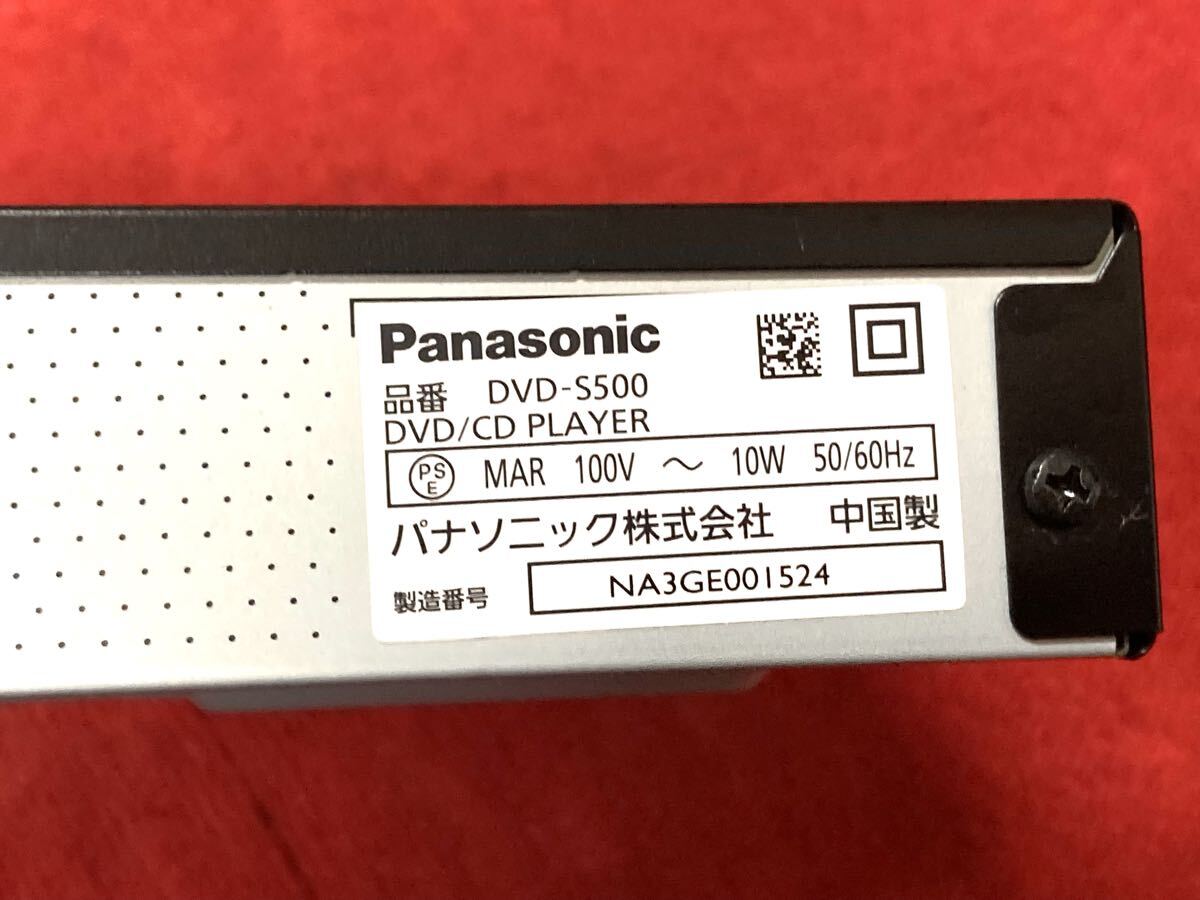 Panasonic
品番 DVD-S500
DVD/CD PLAYER
PS E MAR 100V ～ 10W 50/60Hz
パナソニック株式会社 中国製
製造番号 NA3GE001524